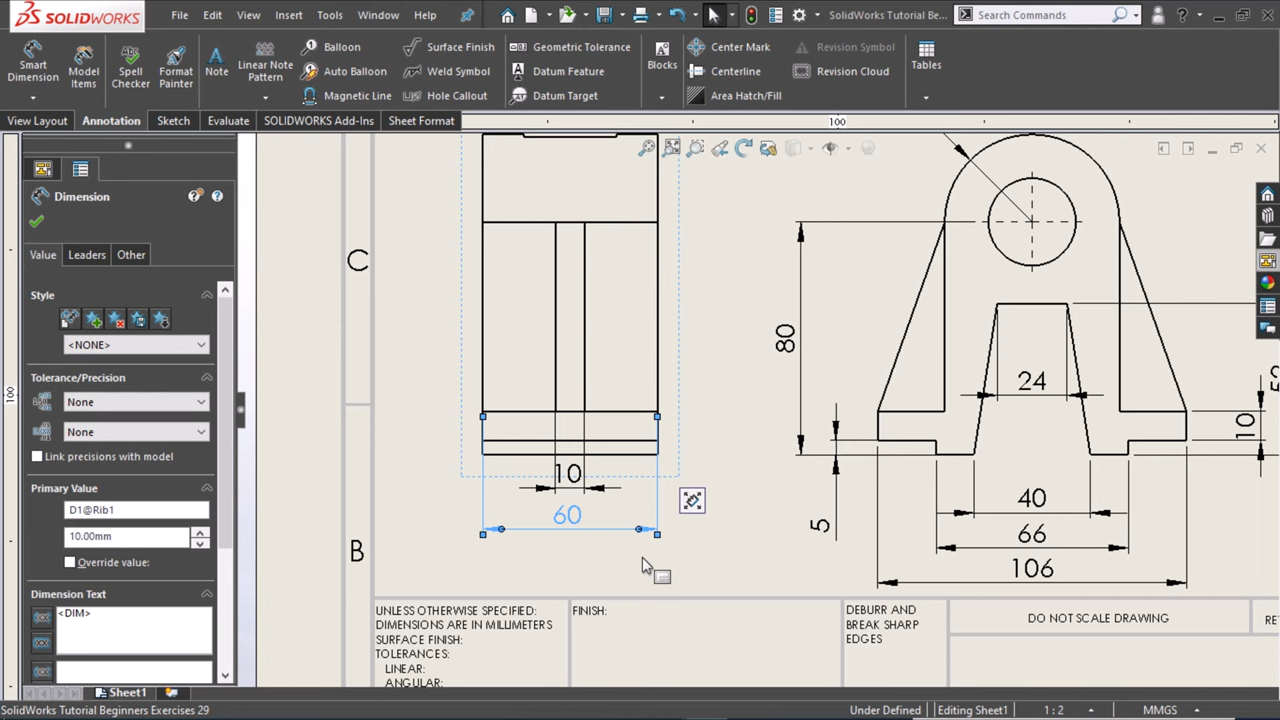 SOLIDWORKS File Edit View Insert Tools Window Help SolidWorks Tutorial Be... Search Commands
Smart Dimension
Model Items
Spell Checker
Format Painter
Note
Linear Note Pattern
Balloon
Auto Balloon
Magnetic Line
Surface Finish
Weld Symbol
Hole Callout
Geometric Tolerance
Datum Feature
Datum Target
Blocks
Center Mark
Centerline
Area Hatch/Fill
Revision Symbol
Revision Cloud
Tables
View Layout Annotation Sketch Evaluate SOLIDWORKS Add-Ins Sheet Format
100
100
Dimension
Value Leaders Other
Style
<NONE>
Tolerance/Precision
None
None
Link precisions with model
Primary Value
D1@Rib1
10.00mm
Override value:
Dimension Text
<DIM>
C
B
10
60
80
24
10
5
40
66
106
UNLESS OTHERWISE SPECIFIED:
DIMENSIONS ARE IN MILLIMETERS
SURFACE FINISH:
TOLERANCES:
LINEAR:
ANGULAR:
FINISH:
DEBURR AND
BREAK SHARP
EDGES
DO NOT SCALE DRAWING
Sheet1
SolidWorks Tutorial Beginners Exercises 29 Under Defined Editing Sheet1 1 : 2 MMGS